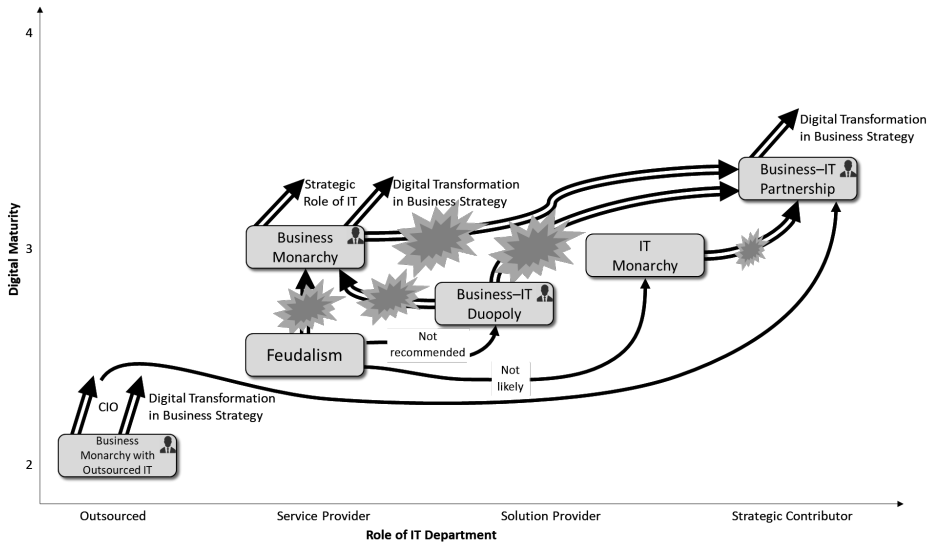 4
Digital Transformation
in Business Strategy
Business–IT
Partnership
Strategic
Role of IT
Digital Transformation
in Business Strategy
Business
Monarchy
IT
Monarchy
3
Digital Maturity
Business–IT
Duopoly
Not
recommended
Feudalism
Not
likely
CIO
Digital Transformation
in Business Strategy
Business
Monarchy with
Outsourced IT
2
Outsourced
Service Provider
Solution Provider
Strategic Contributor
Role of IT Department